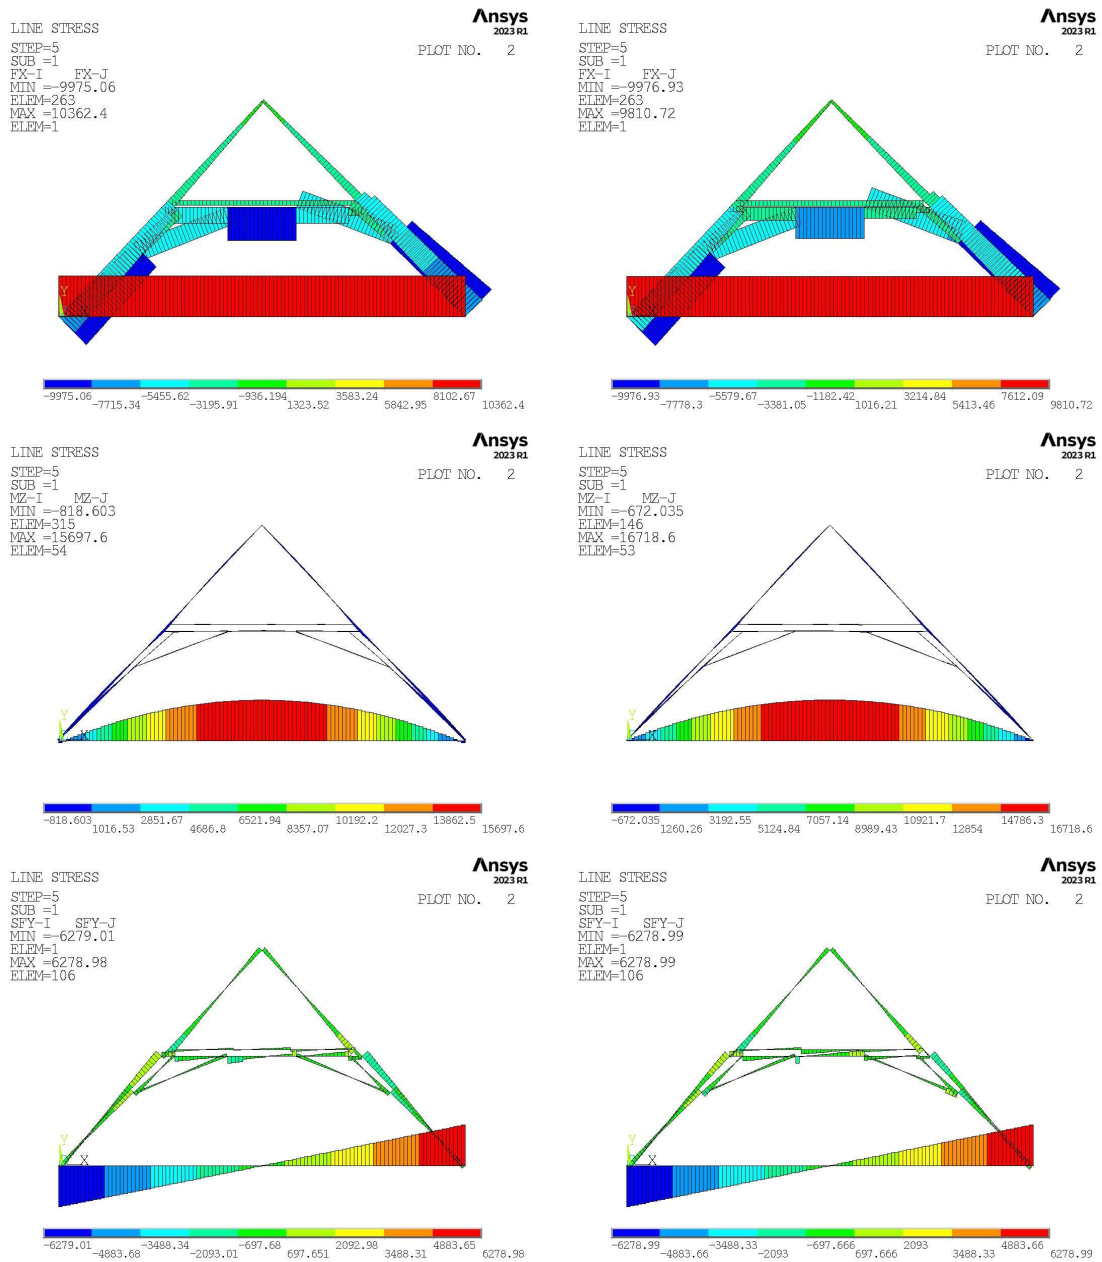 Ansys
2023 R1
LINE STRESS
STEP=5
SUB =1
FX-I FX-J
MIN =-9975.06
ELEM=263
MAX =10362.4
ELEM=1
PLOT NO. 2
Y
X
-9975.06 -7715.34 -5455.62 -3195.91 -936.194 1323.52 3583.24 5842.95 8102.67 10362.4
Ansys
2023 R1
LINE STRESS
STEP=5
SUB =1
FX-I FX-J
MIN =-9976.93
ELEM=263
MAX =9810.72
ELEM=1
PLOT NO. 2
Y
X
-9976.93 -7778.3 -5579.67 -3381.05 -1182.42 1016.21 3214.84 5413.46 7612.09 9810.72
Ansys
2023 R1
LINE STRESS
STEP=5
SUB =1
MZ-I MZ-J
MIN =-818.603
ELEM=315
MAX =15697.6
ELEM=54
PLOT NO. 2
Y
X
-818.603 1016.53 2851.67 4686.8 6521.94 8357.07 10192.2 12027.3 13862.5 15697.6
Ansys
2023 R1
LINE STRESS
STEP=5
SUB =1
MZ-I MZ-J
MIN =-672.035
ELEM=146
MAX =16718.6
ELEM=53
PLOT NO. 2
Y
X
-672.035 1260.26 3192.55 5124.84 7057.14 8989.43 10921.7 12854 14786.3 16718.6
Ansys
2023 R1
LINE STRESS
STEP=5
SUB =1
SFY-I SFY-J
MIN =-6279.01
ELEM=1
MAX =6278.98
ELEM=106
PLOT NO. 2
Y
X
-6279.01 -4883.68 -3488.34 -2093.01 -697.68 697.651 2092.98 3488.31 4883.65 6278.98
Ansys
2023 R1
LINE STRESS
STEP=5
SUB =1
SFY-I SFY-J
MIN =-6278.99
ELEM=1
MAX =6278.99
ELEM=106
PLOT NO. 2
Y
X
-6278.99 -4883.66 -3488.33 -2093 -697.666 697.666 2093 3488.33 4883.66 6278.99